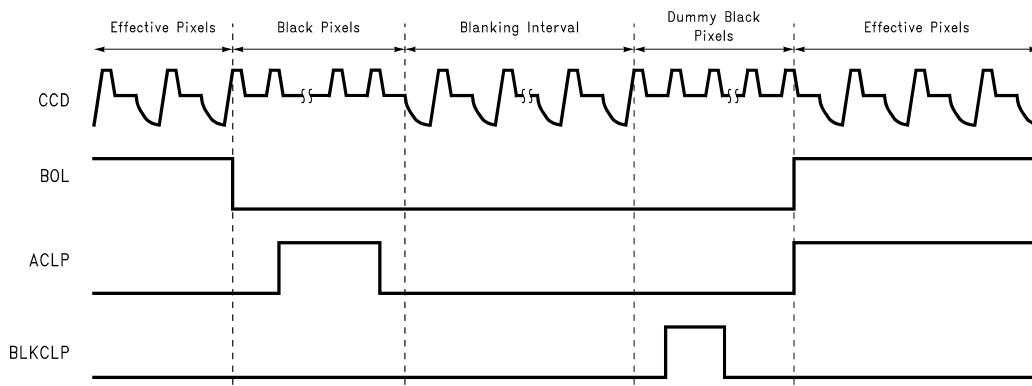 Effective Pixels
Black Pixels
Blanking Interval
Dummy Black
Pixels
Effective Pixels
CCD
BOL
ACLP
BLKCLP